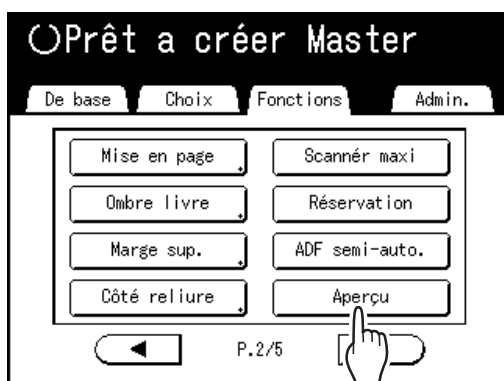 Prêt a créer Master
De base Choix Fonctions Admin.
Mise en page Scannér maxi
Ombre livre Réservation
Marge sup. ADF semi-auto.
Côté reliure Aperçu
P.2/5